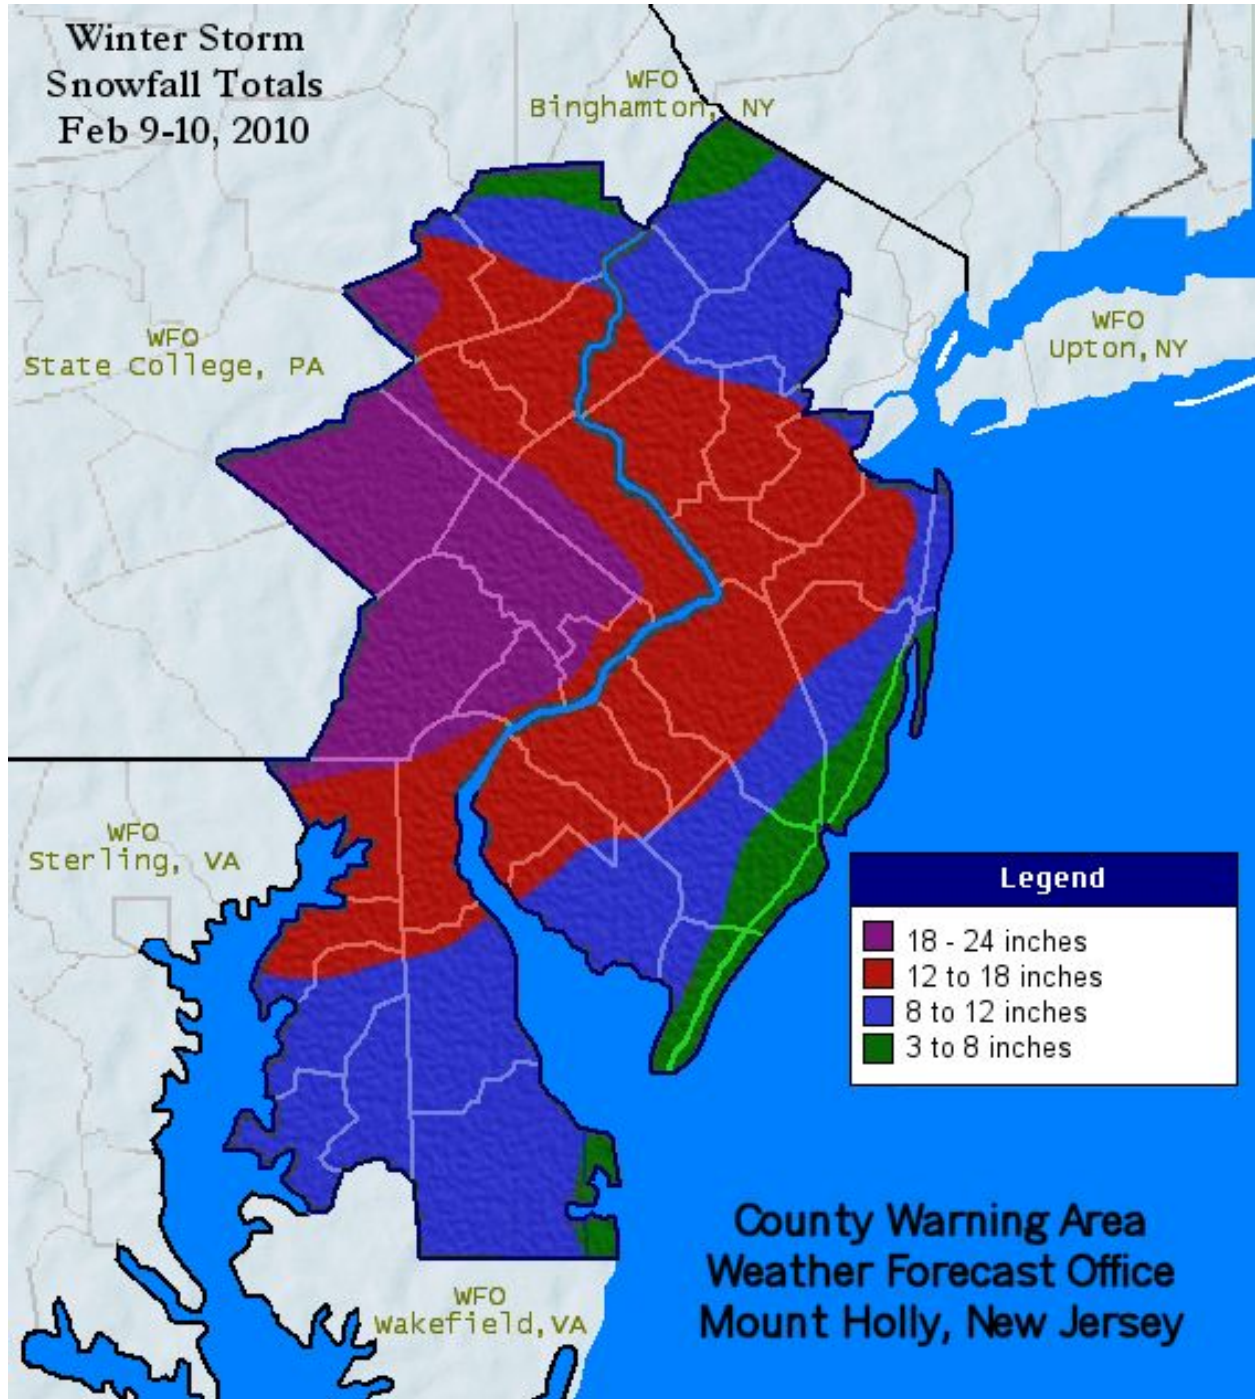 Winter Storm
Snowfall Totals
Feb 9-10, 2010
WFO
Binghamton, NY
WFO
State College, PA
WFO
Upton, NY
WFO
Sterling, VA
Legend
18 - 24 inches
12 to 18 inches
8 to 12 inches
3 to 8 inches
County Warning Area
Weather Forecast Office
Mount Holly, New Jersey
WFO
Wakefield, VA